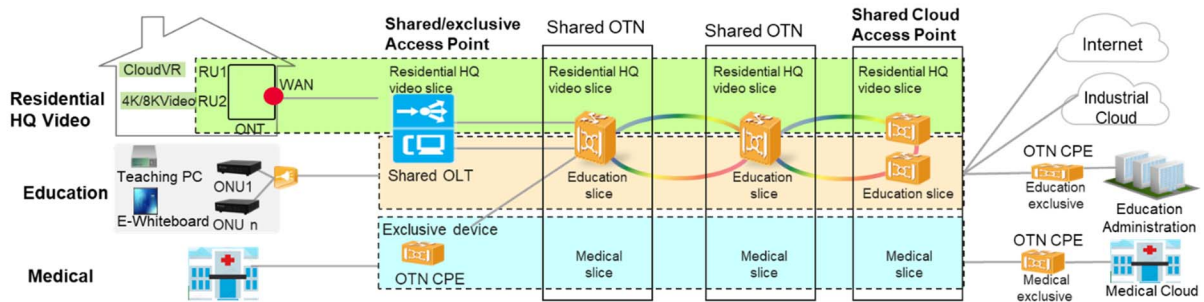 Shared/exclusive
Access Point
Shared OTN
Shared OTN
Shared Cloud
Access Point
Internet
Industrial
Cloud
Residential
HQ Video
CloudVR
4K/8KVideo
RU1
RU2
ONT
WAN
Residential HQ
video slice
Residential HQ
video slice
Residential HQ
video slice
Residential HQ
video slice
Education
Teaching PC
E-Whiteboard
ONU1
ONU n
Shared OLT
Education
slice
Education
slice
Education slice
OTN CPE
Education
exclusive
Education
Administration
Medical
Exclusive device
OTN CPE
Medical
slice
Medical
slice
Medical
slice
OTN CPE
Medical
exclusive
Medical Cloud